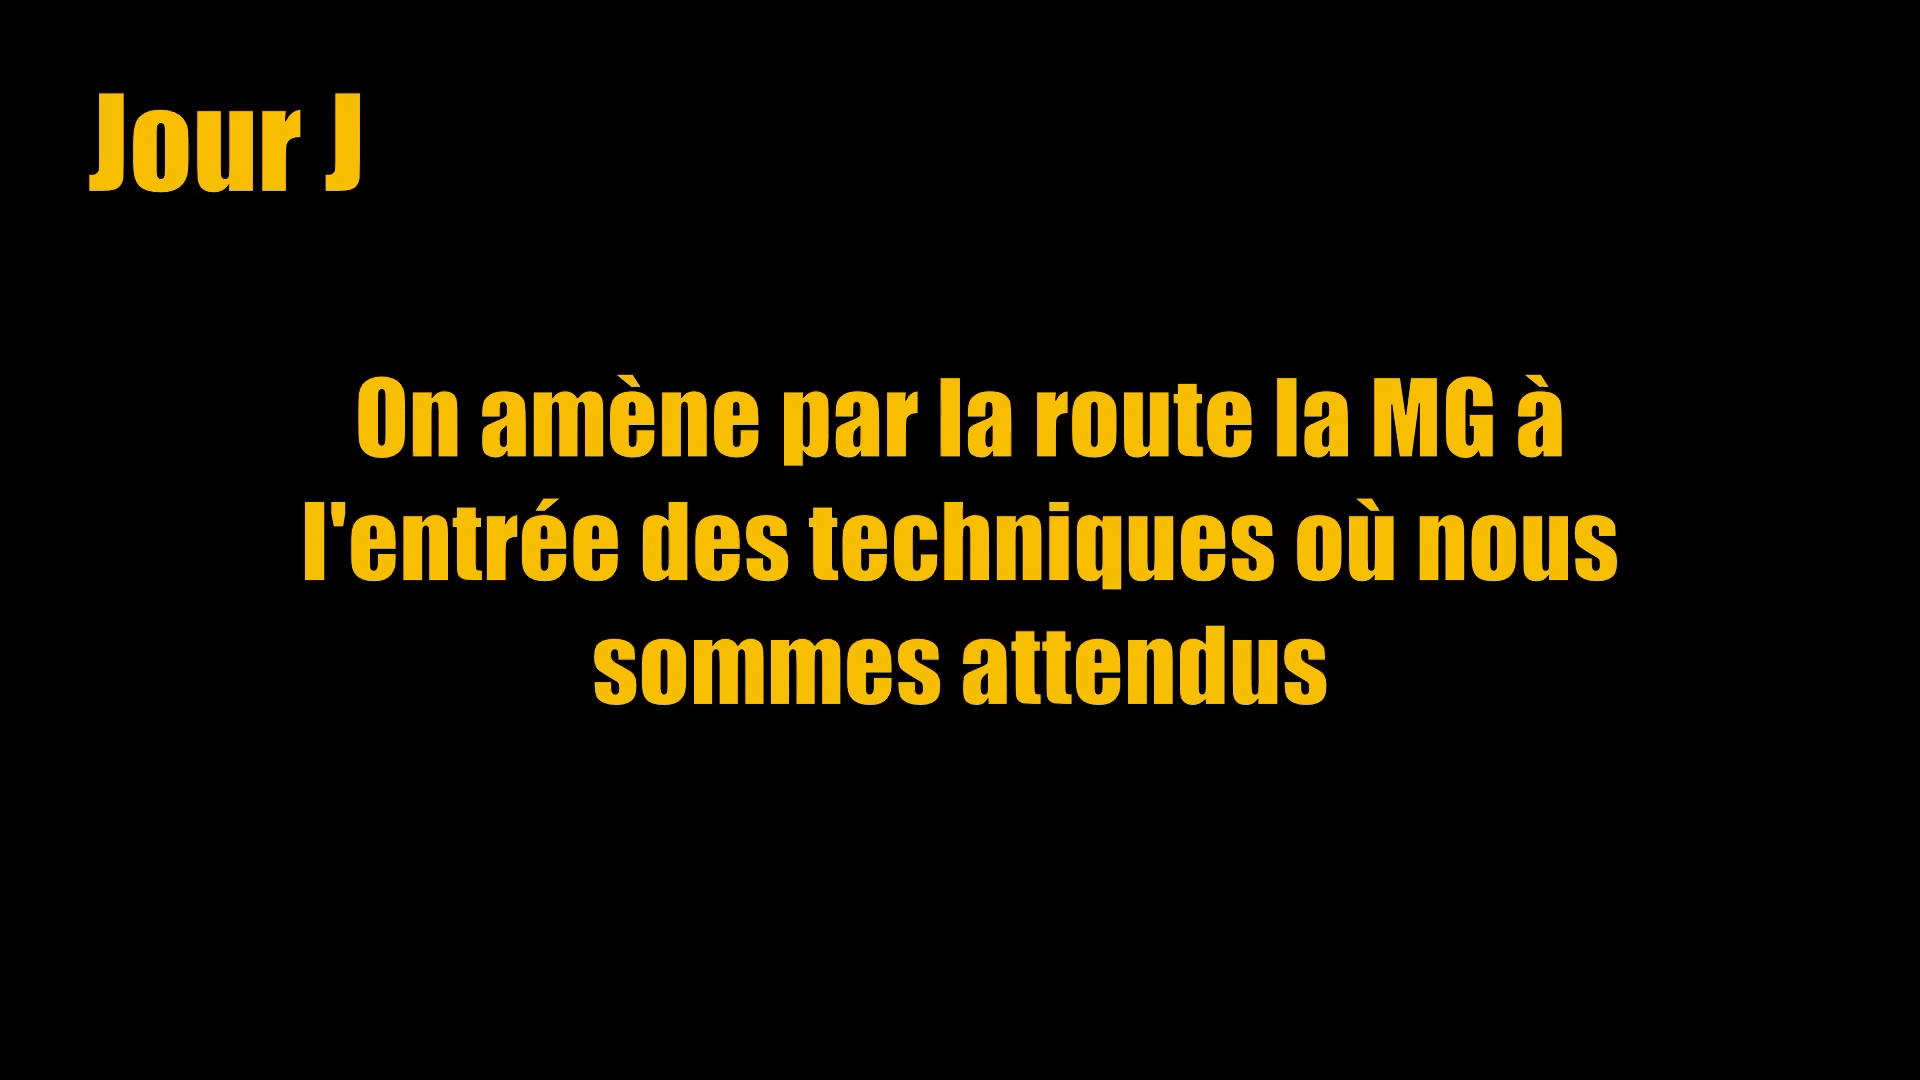 Jour J
On amène par la route la MG à
l'entrée des techniques où nous
sommes attendus